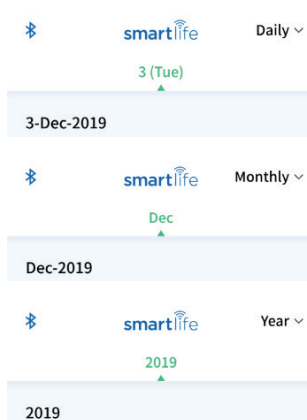 smartlife Daily
3 (Tue)
3-Dec-2019
smartlife Monthly
Dec
Dec-2019
smartlife Year
2019
2019